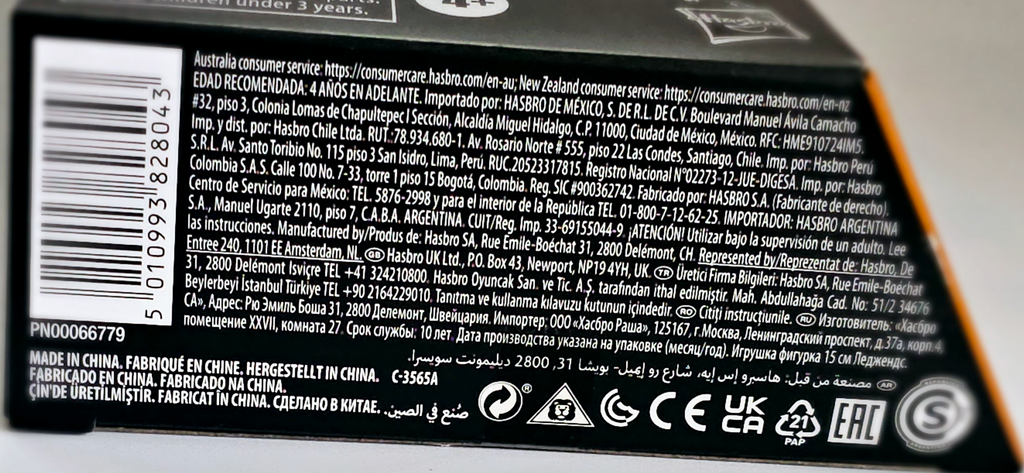 children under 3 years.
4+
Hasbro
Australia consumer service: https://consumercare.hasbro.com/en-au; New Zealand consumer service: https://consumercare.hasbro.com/en-nz
EDAD RECOMENDADA: 4 AÑOS EN ADELANTE. Importado por: HASBRO DE MÉXICO, S. DE R.L. DE C.V. Boulevard Manuel Ávila Camacho
#32, piso 3, Colonia Lomas de Chapultepec I Sección, Alcaldía Miguel Hidalgo, C.P. 11000, Ciudad de México, México. RFC: HME910724IM5.
Imp. y dist. por: Hasbro Chile Ltda. RUT:78.934.680-1. Av. Rosario Norte # 555, piso 22 Las Condes, Santiago, Chile. Imp. por: Hasbro Perú
S.R.L. Av. Santo Toribio No. 115 piso 3 San Isidro, Lima, Perú. RUC.20523317815. Registro Nacional N°02273-12-JUE-DIGESA. Imp. por: Hasbro
Colombia S.A.S. Calle 100 No. 7-33, torre 1 piso 15 Bogotá, Colombia. Reg. SIC #900362742. Fabricado por: HASBRO S.A. (Fabricante de derecho).
Centro de Servicio para México: TEL. 5876-2998 y para el interior de la República TEL. 01-800-7-12-62-25. IMPORTADOR: HASBRO ARGENTINA
S.A., Manuel Ugarte 2110, piso 7, C.A.B.A. ARGENTINA. CUIT/Reg. Imp. 33-69155044-9. ¡ATENCIÓN! Utilizar bajo la supervisión de un adulto. Lee
las instrucciones. Manufactured by/Produs de: Hasbro SA, Rue Emile-Boéchat 31, 2800 Delémont, CH. Represented by/Reprezentat de: Hasbro, De
Entree 240, 1101 EE Amsterdam, NL. GB Hasbro UK Ltd., P.O. Box 43, Newport, NP19 4YH, UK. TR Üretici Firma Bilgileri: Hasbro SA, Rue Emile-Boéchat
31, 2800 Delémont İsviçre TEL +41 324210800. Hasbro Oyuncak San. ve Tic. A.Ş. tarafından ithal edilmiştir. Mah. Abdullahağa Cad. No: 51/2 34676
Beylerbeyi İstanbul Türkiye TEL +90 2164229010. Tanıtma ve kullanma kılavuzu kutunun içindedir. RO Citiți instrucțiunile. RU Изготовитель: «Хасбро
СА», Адрес: Рю Эмиль Боша 31, 2800 Делемонт, Швейцария. Импортер: ООО «Хасбро Раша», 125167, г.Москва, Ленинградский проспект, д.37а, корп.4,
помещение XXVII, комната 27. Срок службы: 10 лет. Дата производства указана на упаковке (месяц/год). Игрушка фигурка 15 см Леджендс.
AR مصنعة من قبل: هاسبرو إس إيه، شارع رو إيميل- بويشا 31، 2800 ديليمونت سويسرا.
5 010993 828043
PN00066779
MADE IN CHINA. FABRIQUÉ EN CHINE. HERGESTELLT IN CHINA. C-3565A
FABRICADO EN CHINA. FABRICADO NA CHINA.
ÇİN'DE ÜRETİLMİŞTİR. FABRICAT ÎN CHINA. СДЕЛАНО В КИТАЕ. صُنع في الصين.
® CE UK CA 21 PAP EAC S